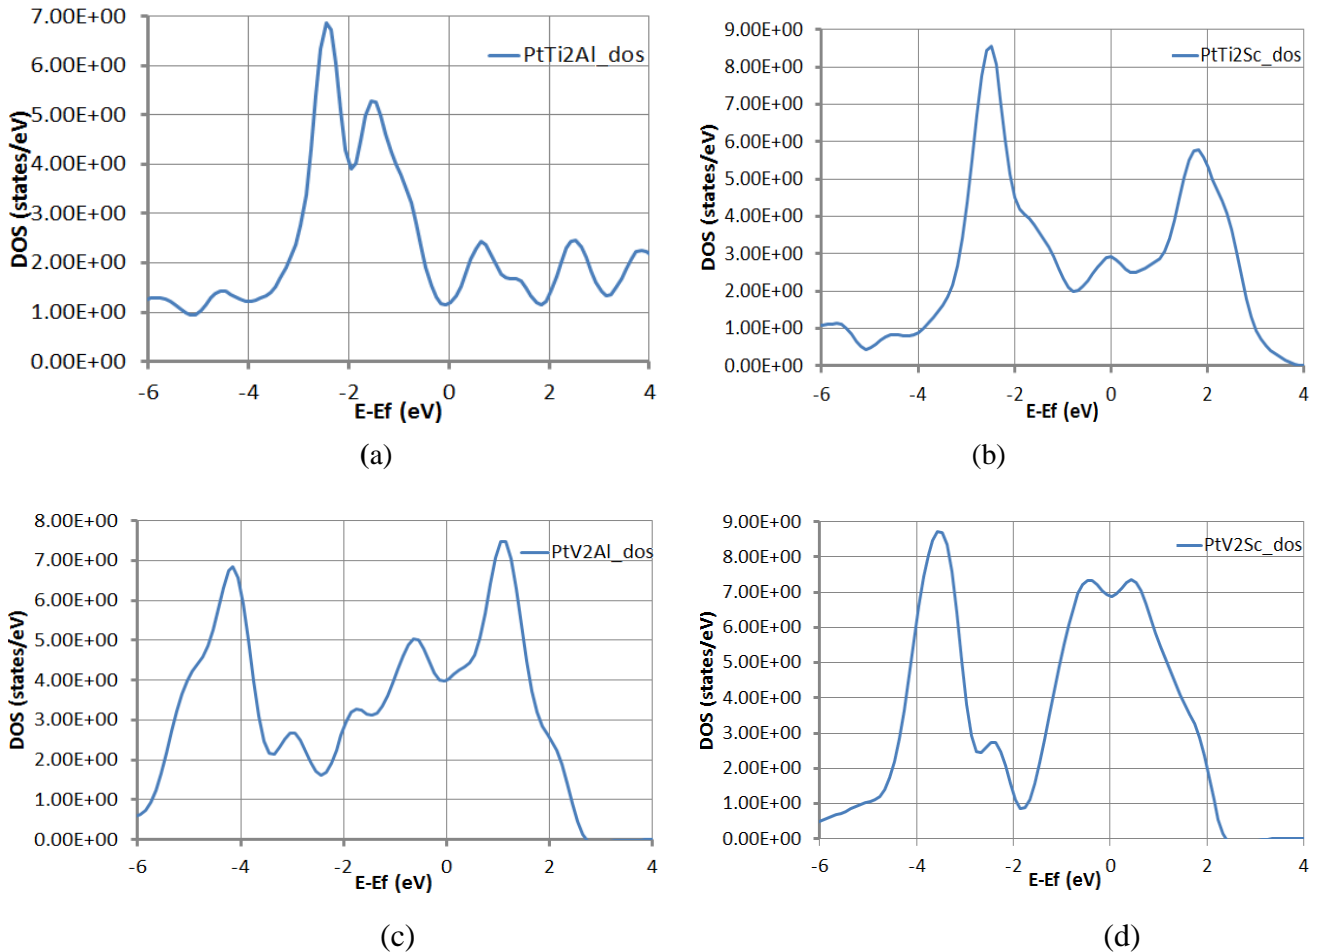 7.00E+00
6.00E+00
5.00E+00
4.00E+00
3.00E+00
2.00E+00
1.00E+00
0.00E+00
DOS (states/eV)
PtTi2Al_dos
-6 -4 -2 0 2 4
E-Ef (eV)
(a)
9.00E+00
8.00E+00
7.00E+00
6.00E+00
5.00E+00
4.00E+00
3.00E+00
2.00E+00
1.00E+00
0.00E+00
DOS (states/eV)
PtTi2Sc_dos
-6 -4 -2 0 2 4
E-Ef (eV)
(b)
8.00E+00
7.00E+00
6.00E+00
5.00E+00
4.00E+00
3.00E+00
2.00E+00
1.00E+00
0.00E+00
DOS (states/eV)
PtV2Al_dos
-6 -4 -2 0 2 4
E-Ef (eV)
(c)
9.00E+00
8.00E+00
7.00E+00
6.00E+00
5.00E+00
4.00E+00
3.00E+00
2.00E+00
1.00E+00
0.00E+00
DOS (states/eV)
PtV2Sc_dos
-6 -4 -2 0 2 4
E-Ef (eV)
(d)